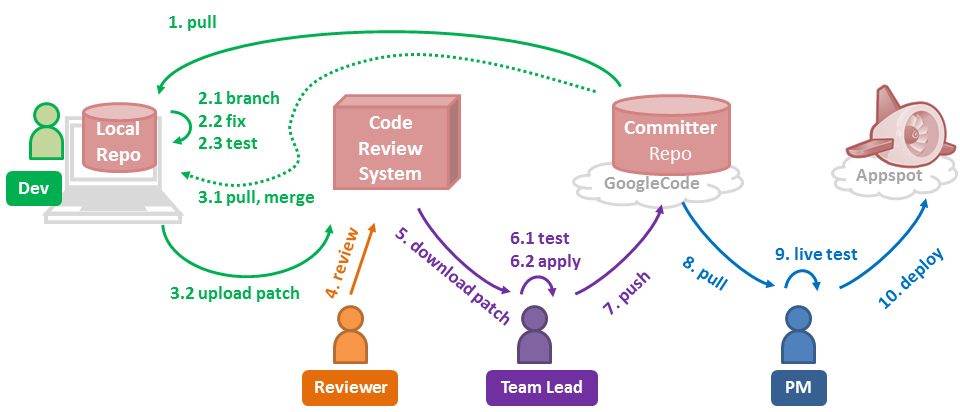 1. pull
2.1 branch
2.2 fix
2.3 test
Local
Repo
Dev
3.1 pull, merge
3.2 upload patch
Code
Review
System
4. review
Reviewer
5. download patch
6.1 test
6.2 apply
Team Lead
7. push
Committer
Repo
GoogleCode
8. pull
9. live test
PM
10. deploy
Appspot